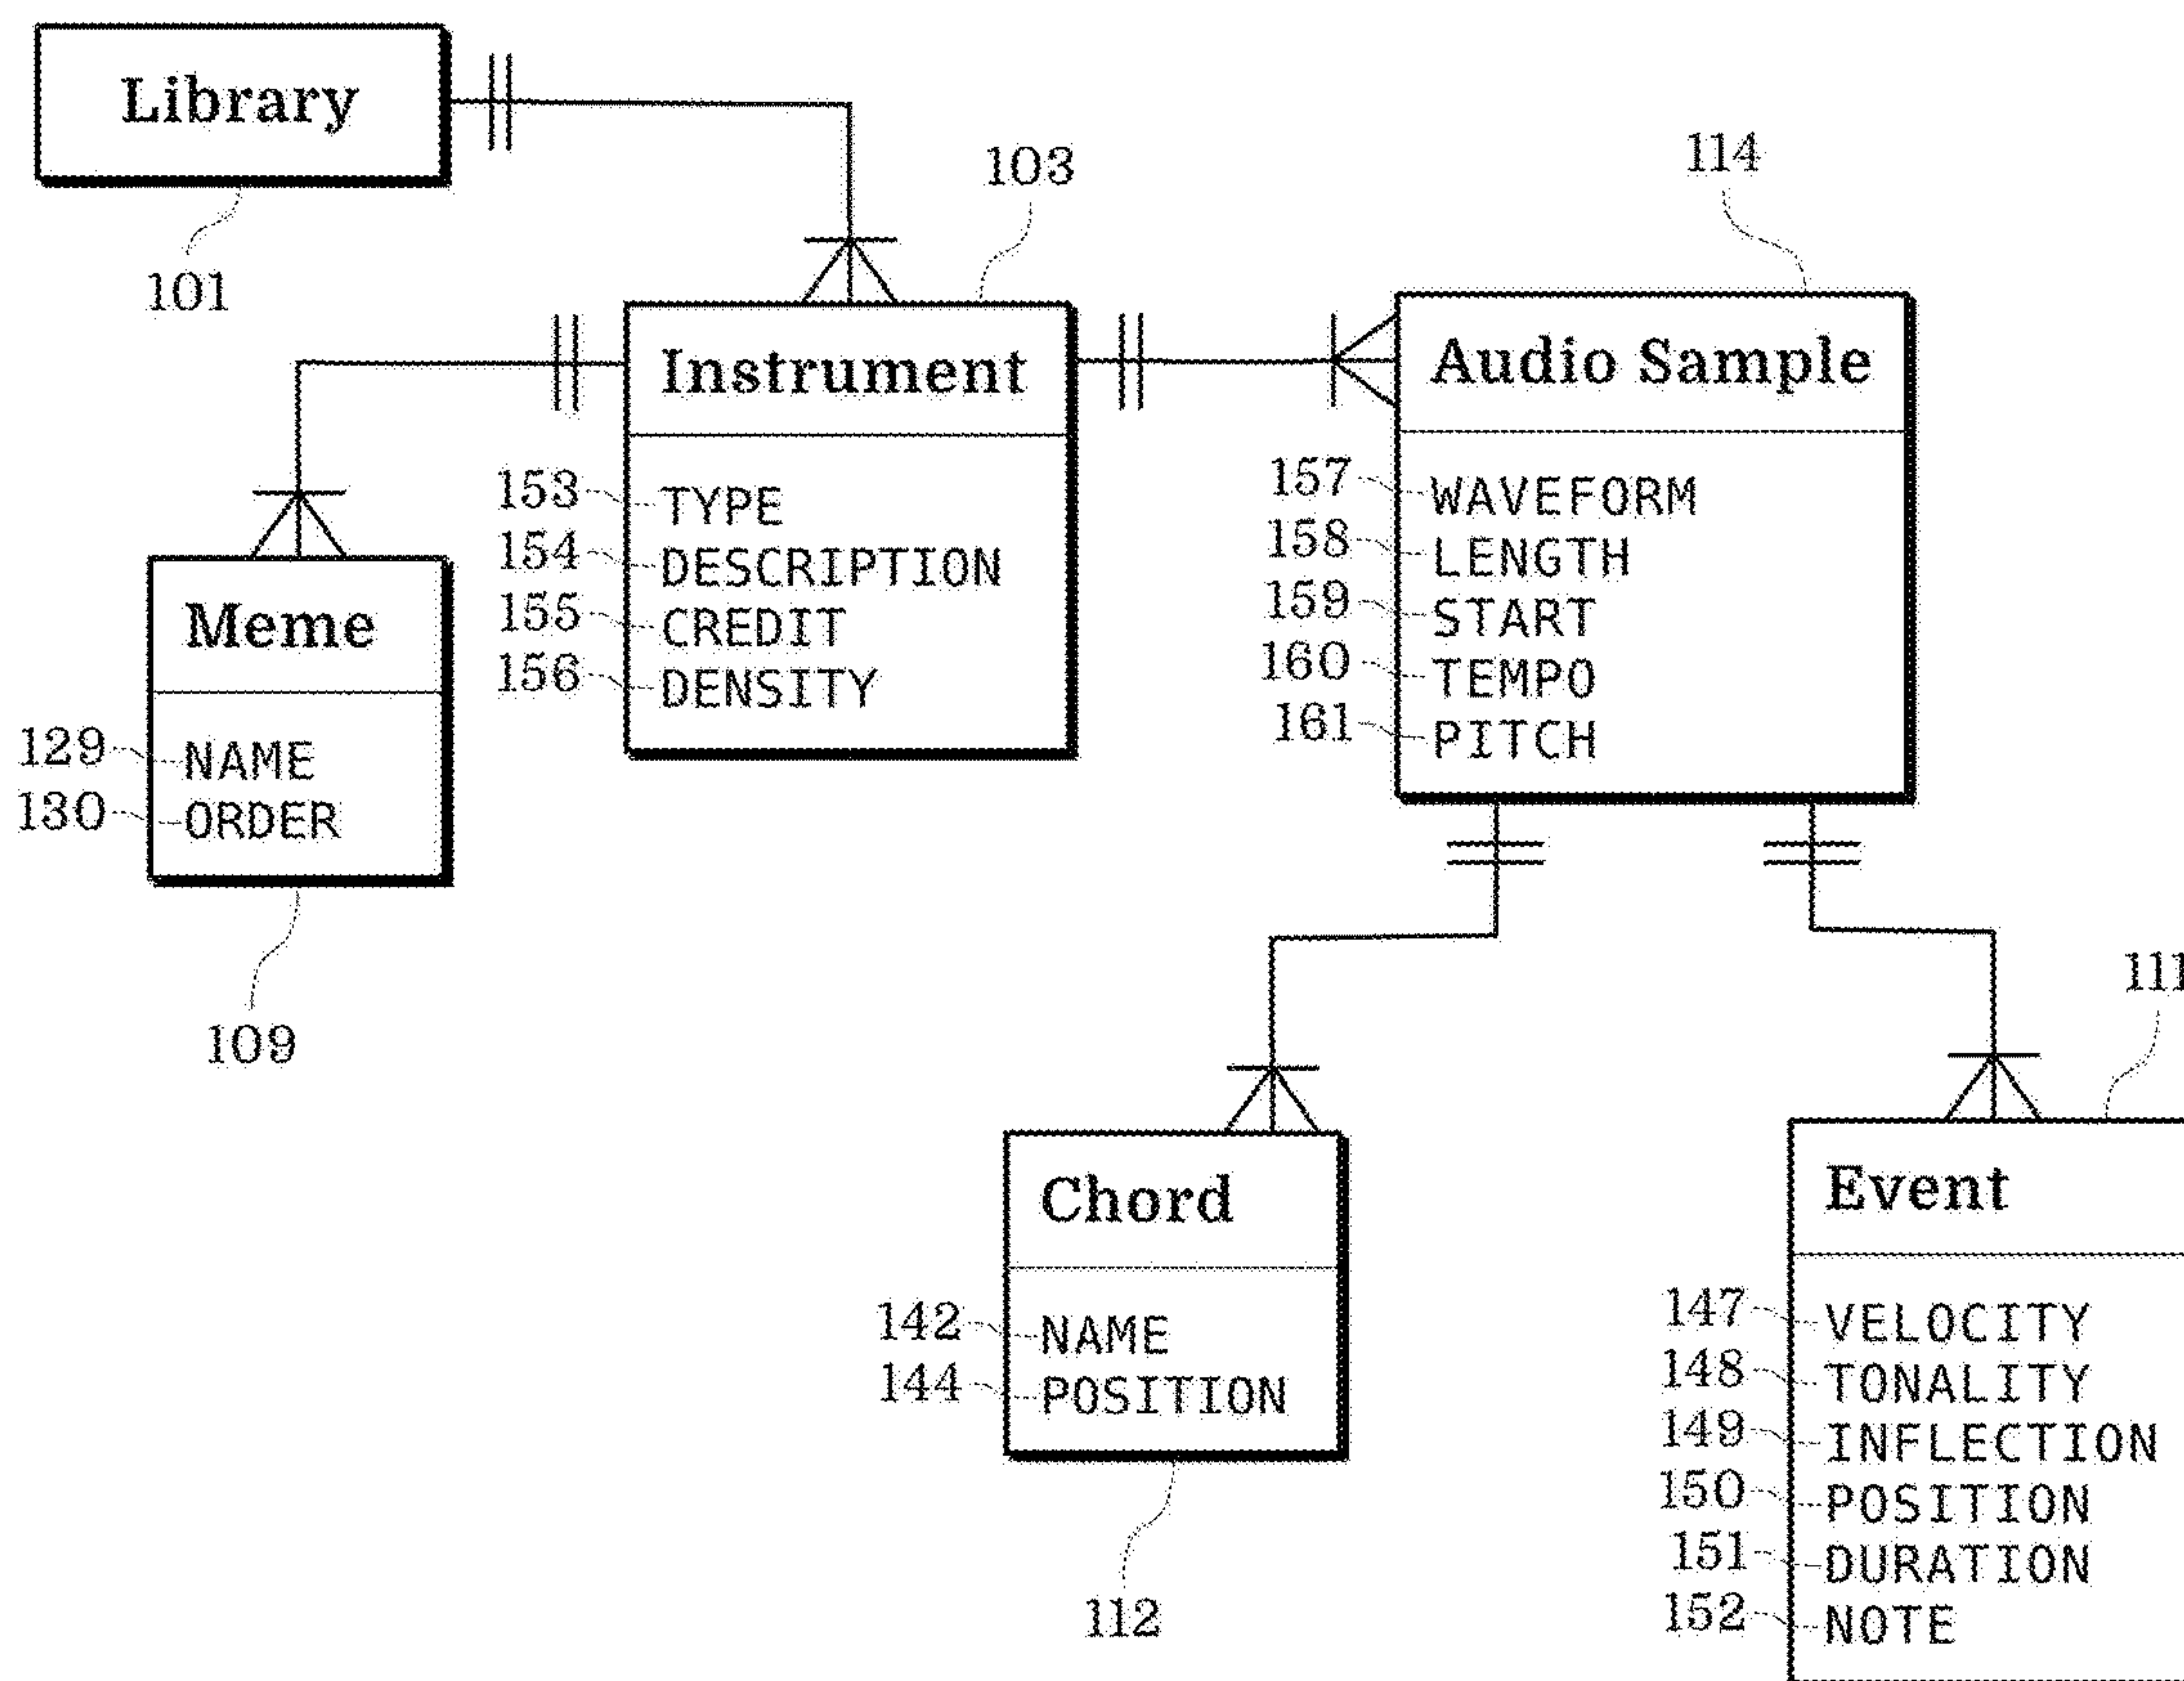 Library
101
103
Instrument
153 TYPE
154 DESCRIPTION
155 CREDIT
156 DENSITY
114
Audio Sample
157 WAVEFORM
158 LENGTH
159 START
160 TEMPO
161 PITCH
Meme
129 NAME
130 ORDER
109
Chord
142 NAME
144 POSITION
112
111
Event
147 VELOCITY
148 TONALITY
149 INFLECTION
150 POSITION
151 DURATION
152 NOTE